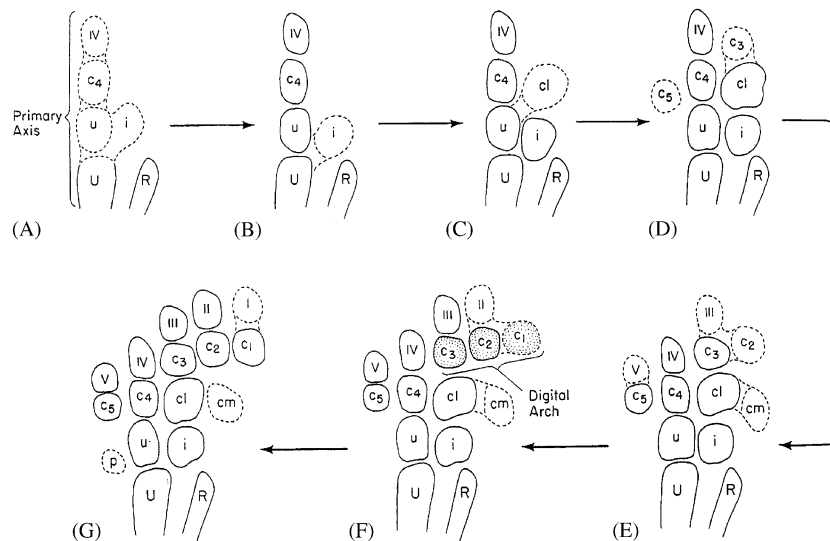 IV
c4
Primary
Axis
u
i
U
R
(A)
IV
c4
u
i
U
R
(B)
IV
c4
cl
u
i
U
R
(C)
IV
c3
c4
cl
c5
u
i
U
R
(D)
I
II
III
IV
c3
c2
c1
V
c4
cl
cm
c5
u
i
p
U
R
(G)
III
II
IV
c3
c2
c1
V
c4
cl
cm
Digital
Arch
c5
u
i
U
R
(F)
III
IV
c3
c2
V
c4
cl
cm
c5
u
i
U
R
(E)